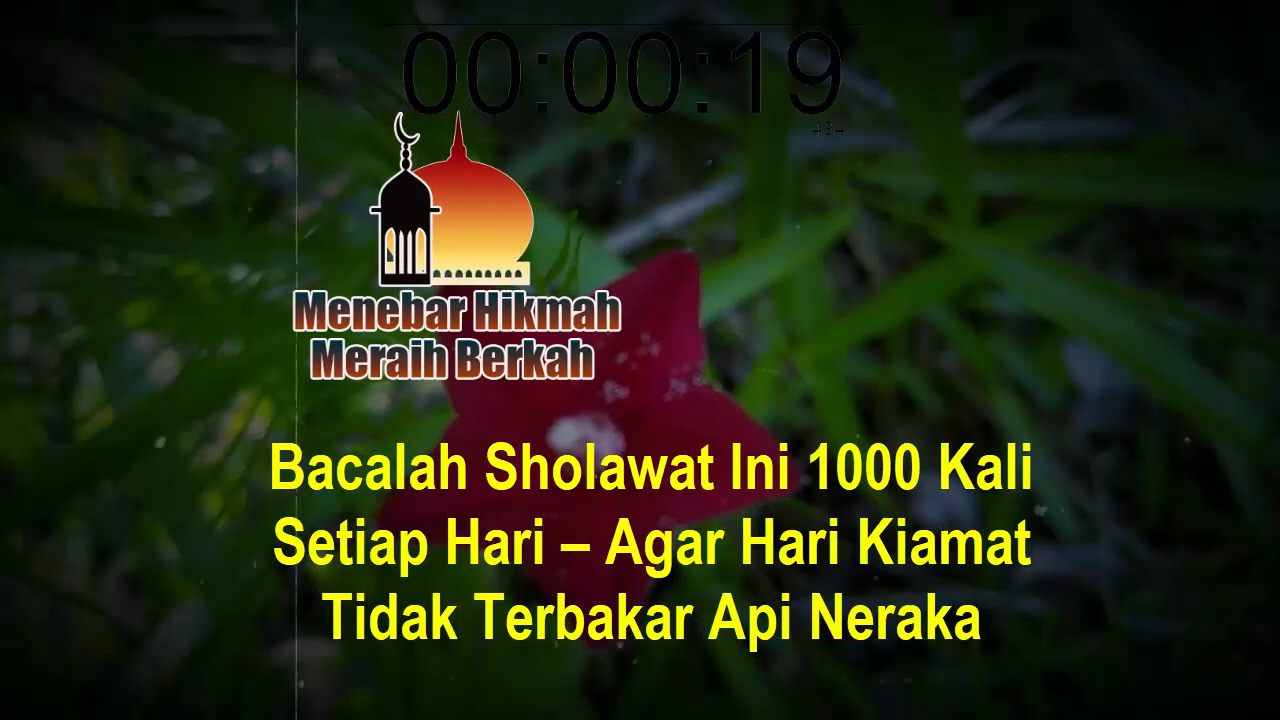 00:00:19
Menebar Hikmah
Meraih Berkah
Bacalah Sholawat Ini 1000 Kali
Setiap Hari – Agar Hari Kiamat
Tidak Terbakar Api Neraka